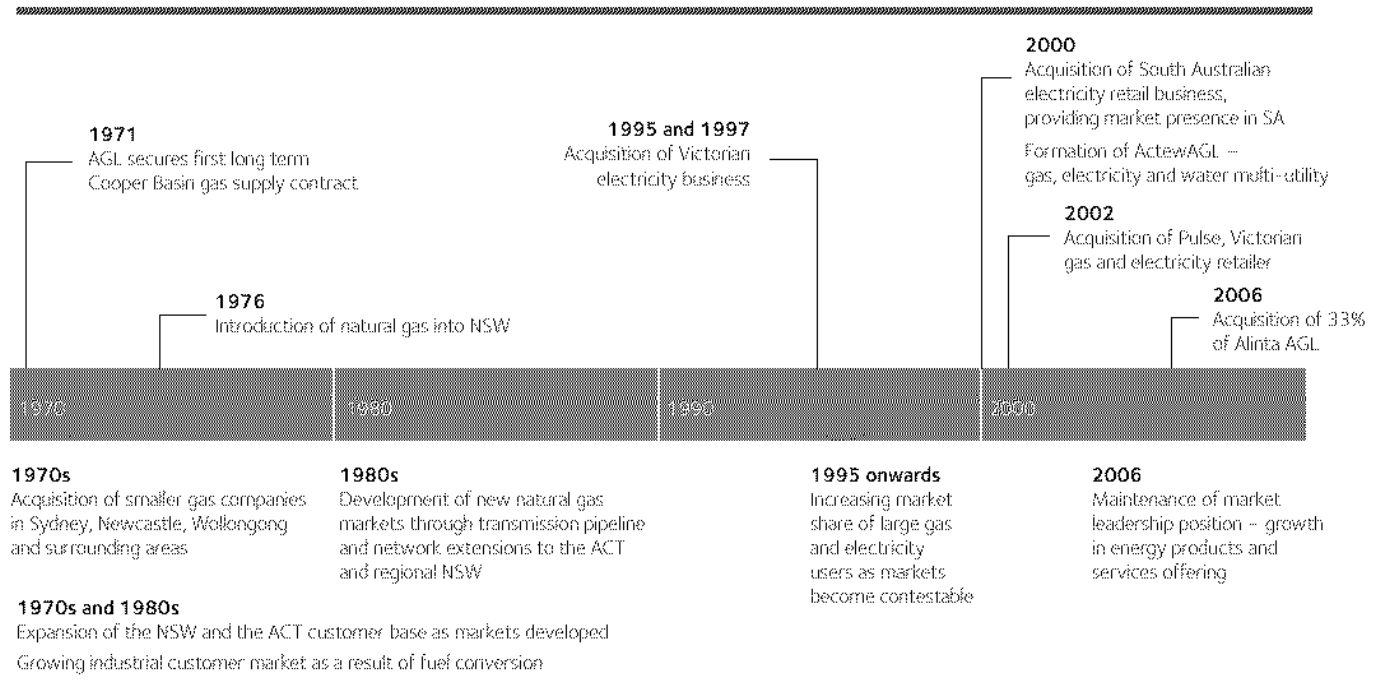 2000
Acquisition of South Australian
electricity retail business,
providing market presence in SA
Formation of ActewAGL –
gas, electricity and water multi-utility
1971
AGL secures first long term
Cooper Basin gas supply contract
1995 and 1997
Acquisition of Victorian
electricity business
2002
Acquisition of Pulse, Victorian
gas and electricity retailer
1976
Introduction of natural gas into NSW
2006
Acquisition of 33%
of Alinta AGL
1970
1980
1990
2000
1970s
Acquisition of smaller gas companies
in Sydney, Newcastle, Wollongong
and surrounding areas
1980s
Development of new natural gas
markets through transmission pipeline
and network extensions to the ACT
and regional NSW
1995 onwards
Increasing market
share of large gas
and electricity
users as markets
become contestable
2006
Maintenance of market
leadership position – growth
in energy products and
services offering
1970s and 1980s
Expansion of the NSW and the ACT customer base as markets developed
Growing industrial customer market as a result of fuel conversion